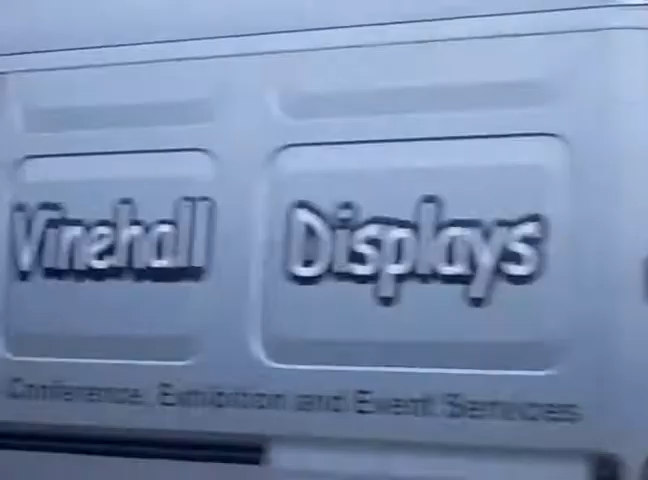 Vinehall Displays
Conference, Exhibition and Event Services